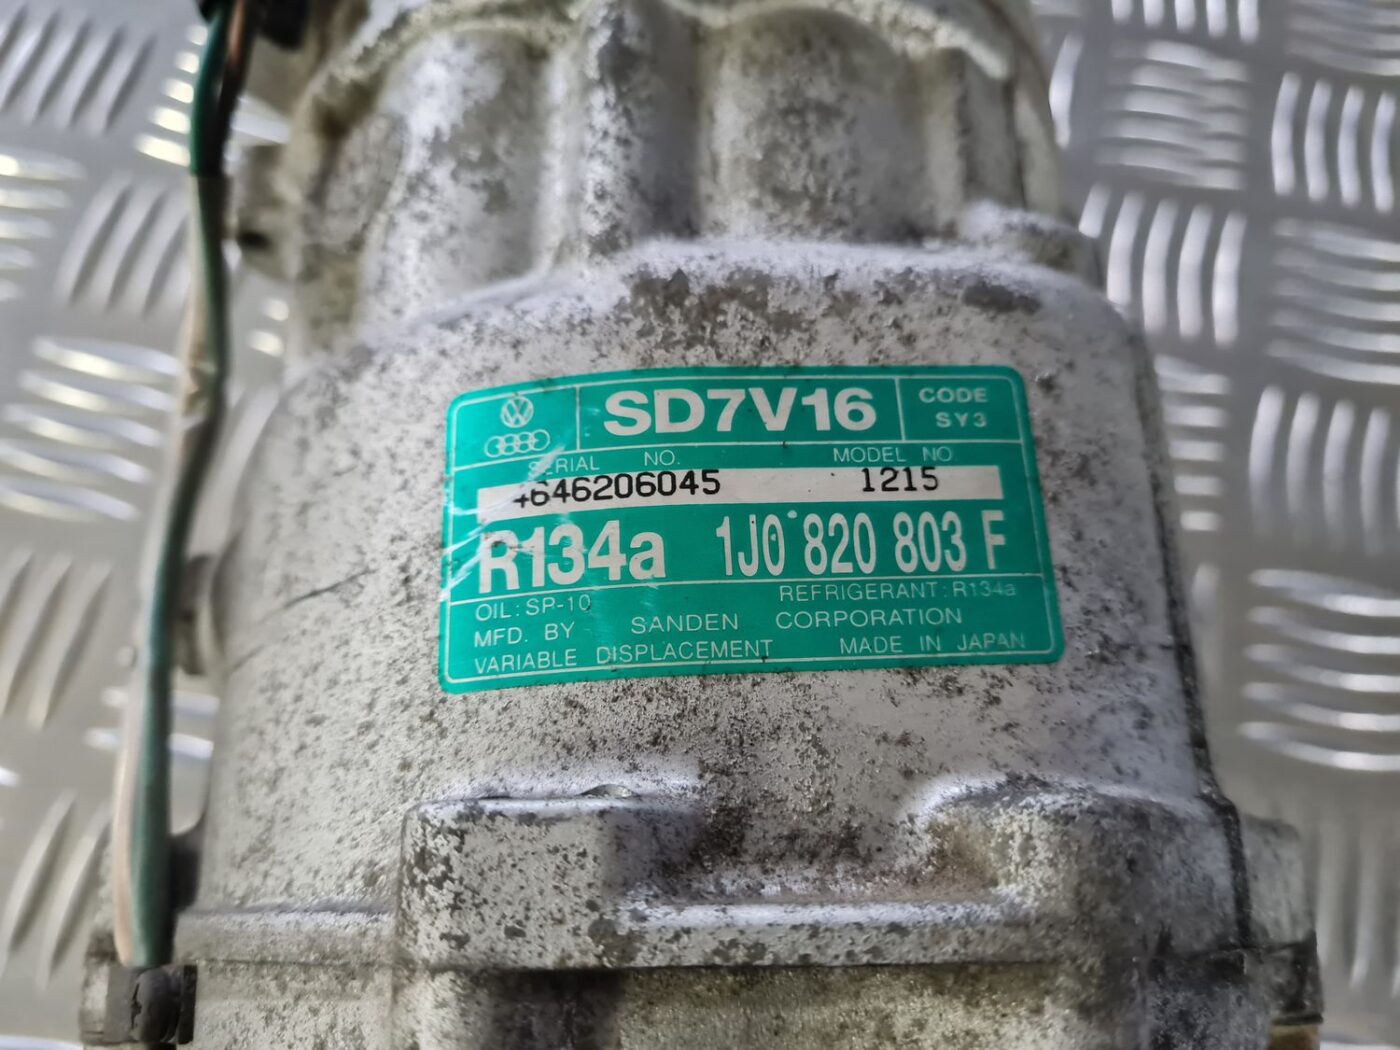 SD7V16
CODE
SY3
SERIAL NO. MODEL NO.
4646206045 1215
R134a 1J0 820 803 F
OIL: SP-10 REFRIGERANT: R134a
MFD. BY SANDEN CORPORATION
VARIABLE DISPLACEMENT MADE IN JAPAN